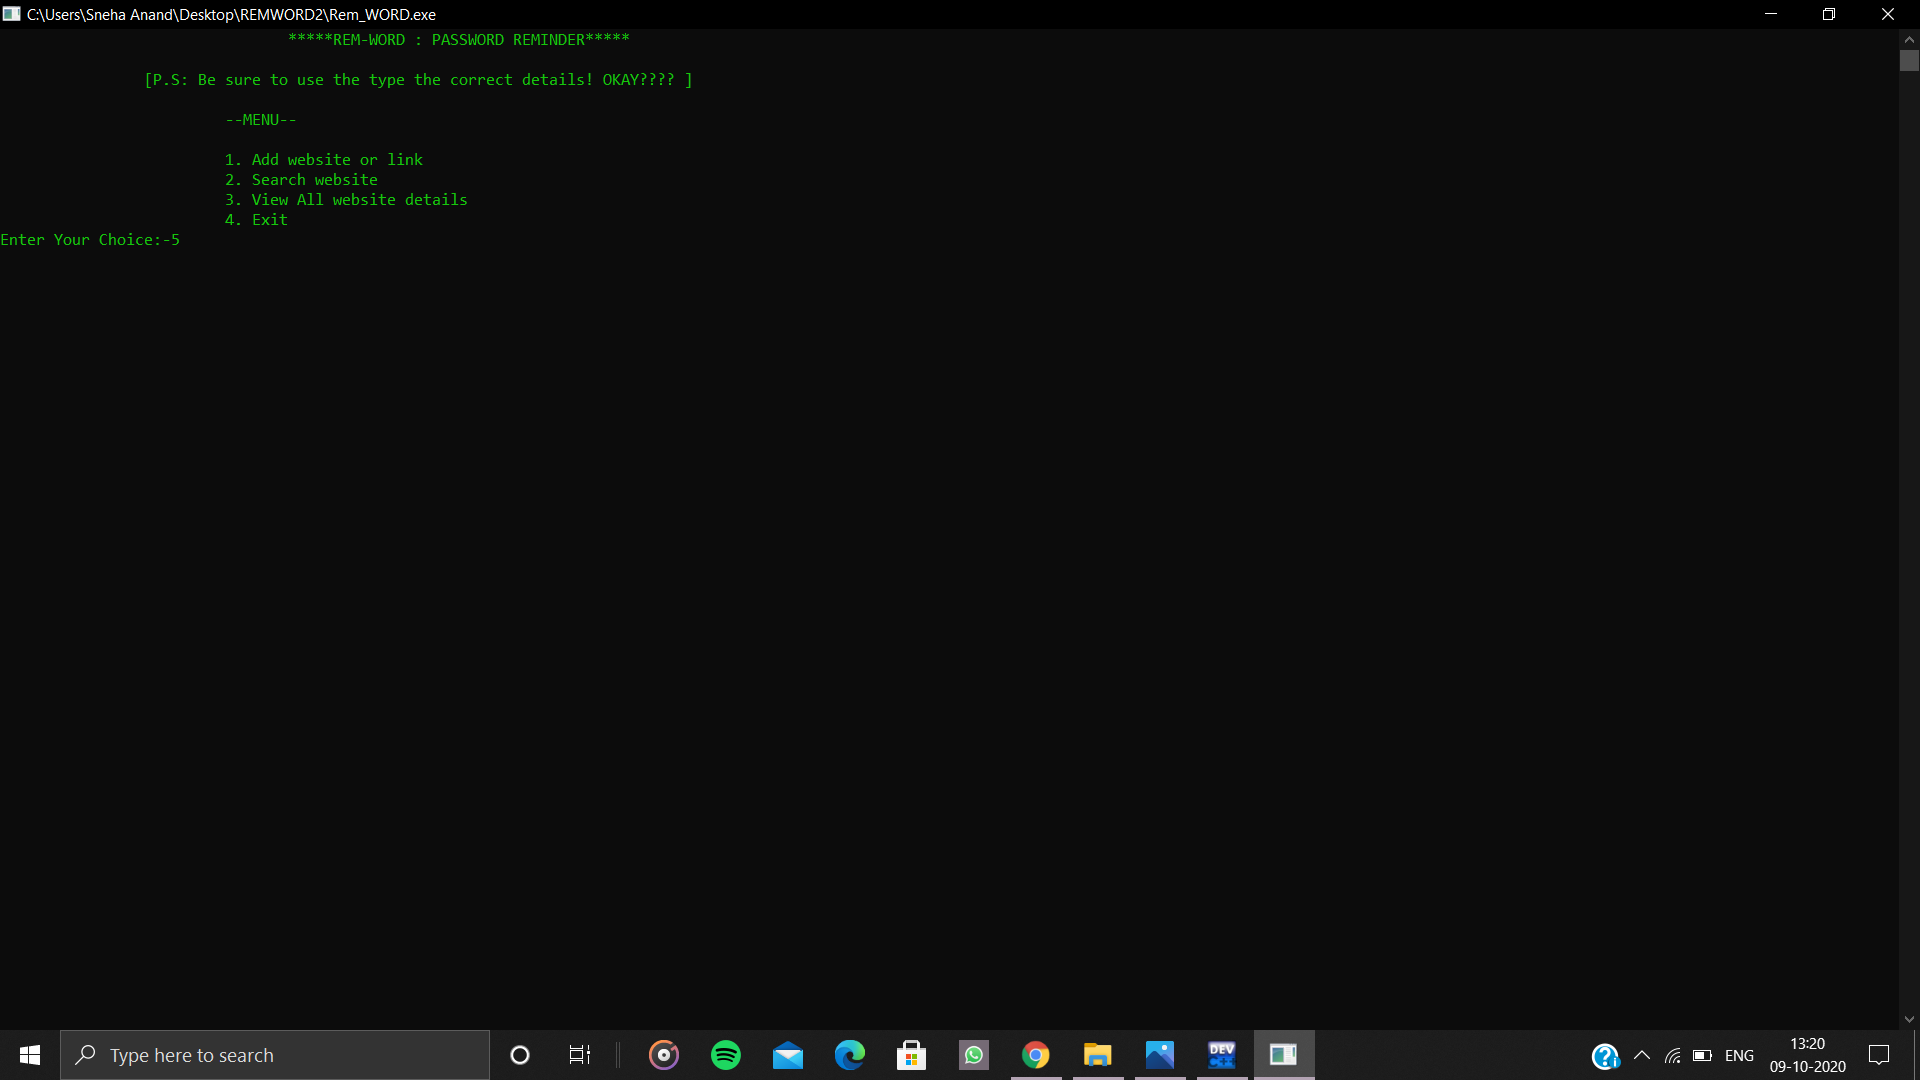 C:\Users\Sneha Anand\Desktop\REMWORD2\Rem_WORD.exe
*****REM-WORD : PASSWORD REMINDER*****
[P.S: Be sure to use the type the correct details! OKAY???? ]
--MENU--
1. Add website or link
2. Search website
3. View All website details
4. Exit
Enter Your Choice:-5
Type here to search
DEV
C++
ENG
13:20
09-10-2020